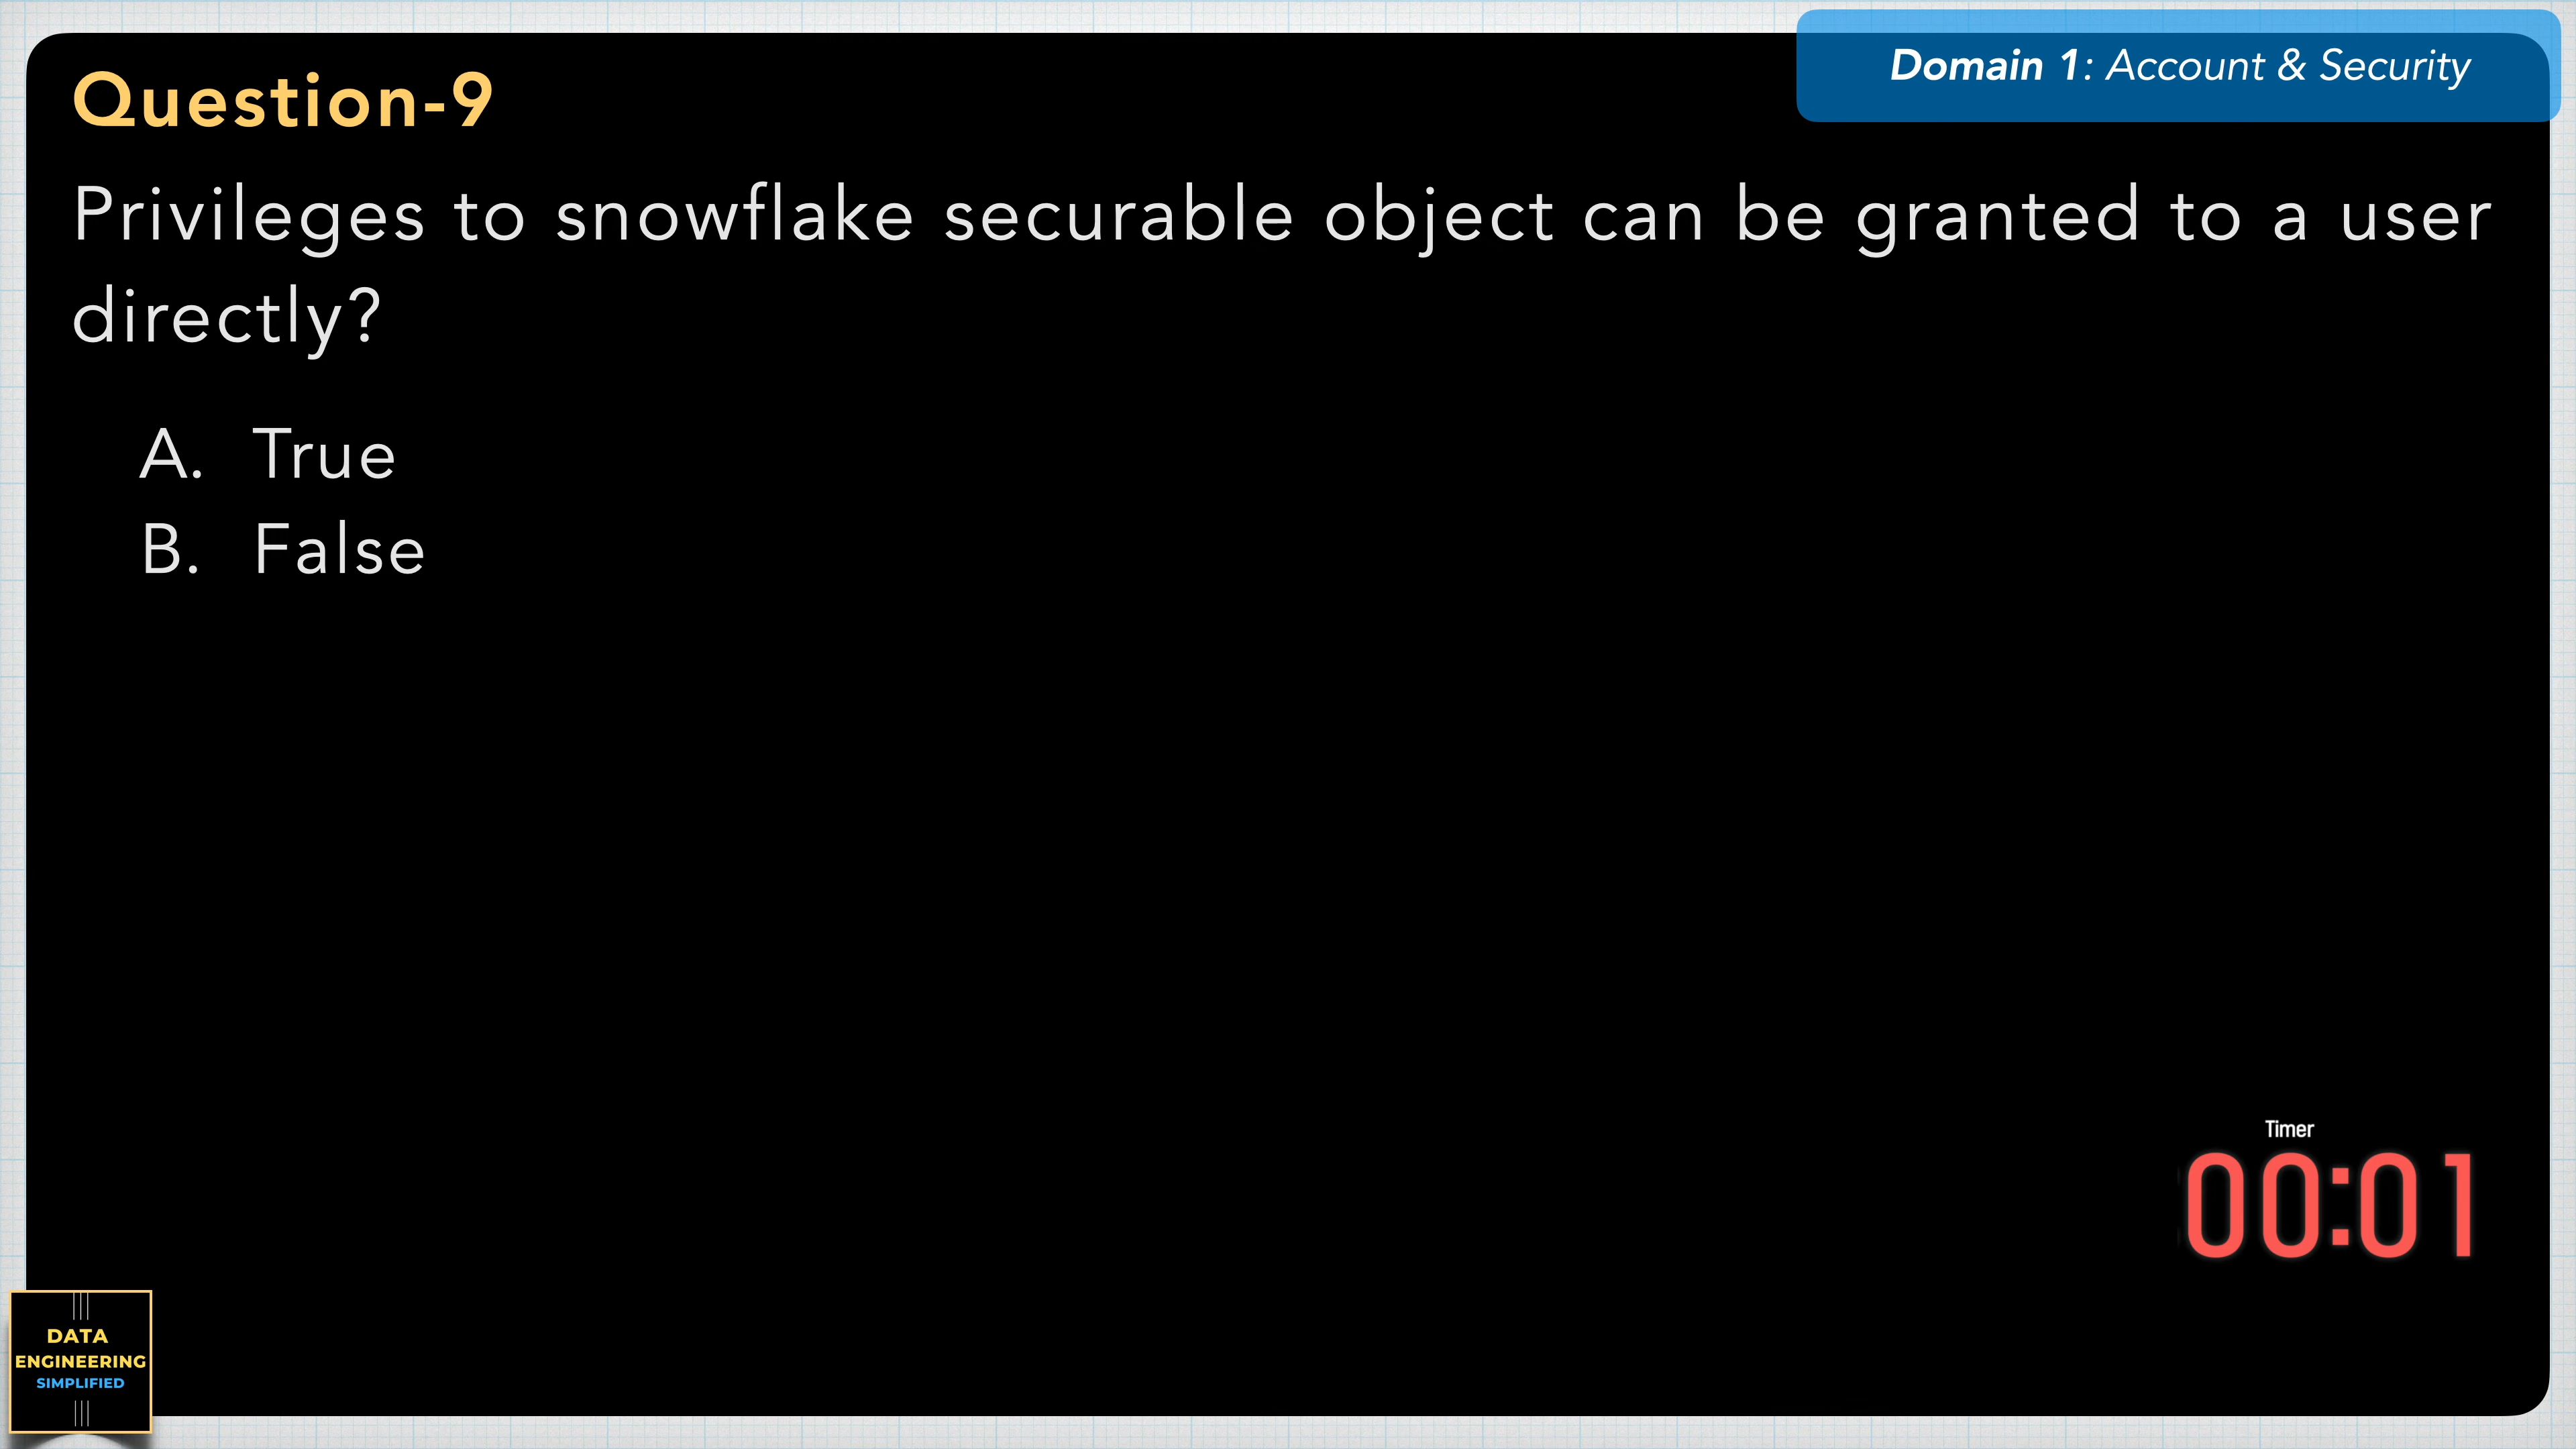 Domain 1: Account & Security
Question-9
Privileges to snowflake securable object can be granted to a user
directly?
A. True
B. False
Timer
00:01
DATA
ENGINEERING
SIMPLIFIED